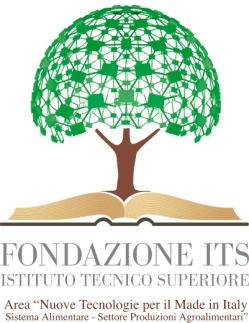 FONDAZIONE ITS
ISTITUTO TECNICO SUPERIORE
Area “Nuove Tecnologie per il Made in Italy
Sistema Alimentare - Settore Produzioni Agroalimentari”